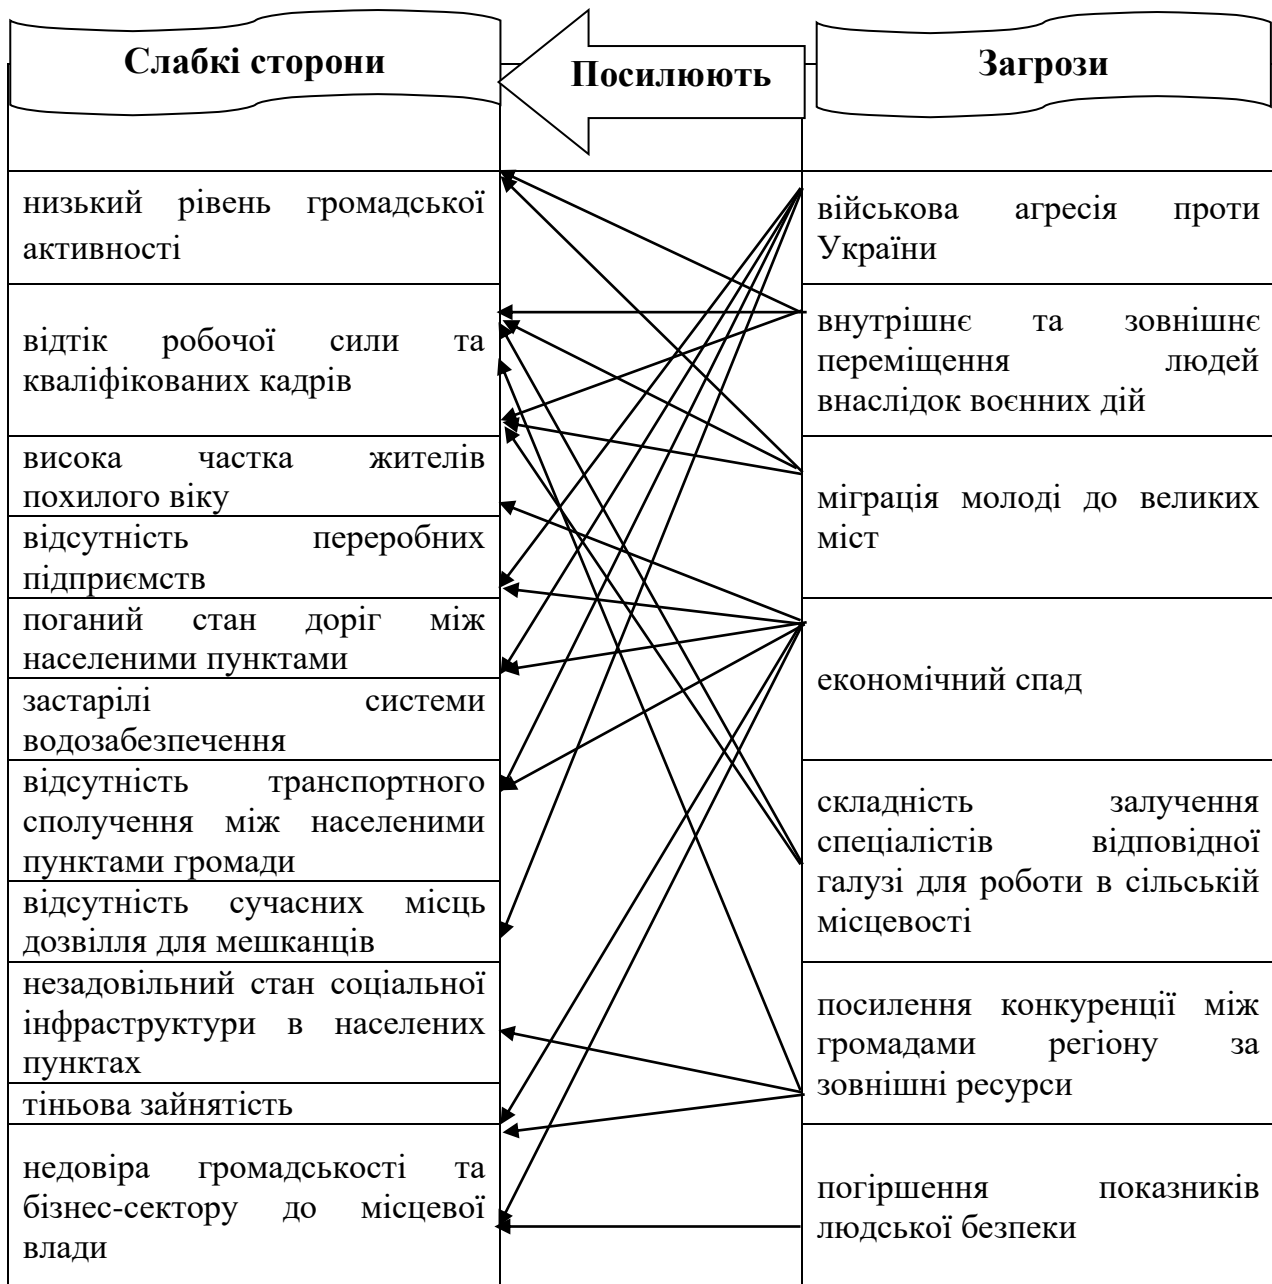 Слабкі сторони
Посилюють
Загрози
низький рівень громадської
активності
відтік робочої сили та
кваліфікованих кадрів
висока частка жителів
похилого віку
відсутність переробних
підприємств
поганий стан доріг між
населеними пунктами
застарілі системи
водозабезпечення
відсутність транспортного
сполучення між населеними
пунктами громади
відсутність сучасних місць
дозвілля для мешканців
незадовільний стан соціальної
інфраструктури в населених
пунктах
тіньова зайнятість
недовіра громадськості та
бізнес-сектору до місцевої
влади
військова агресія проти
України
внутрішнє та зовнішнє
переміщення людей
внаслідок воєнних дій
міграція молоді до великих
міст
економічний спад
складність залучення
спеціалістів відповідної
галузі для роботи в сільській
місцевості
посилення конкуренції між
громадами регіону за
зовнішні ресурси
погіршення показників
людської безпеки